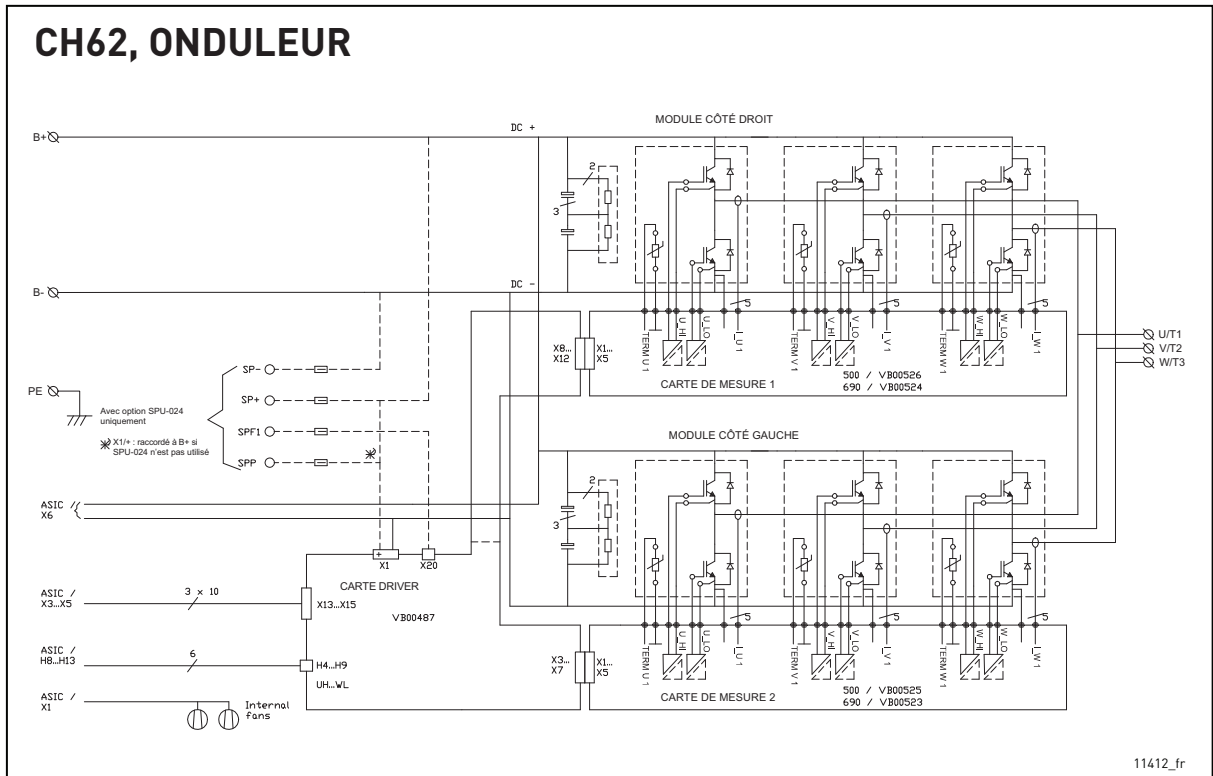 CH62, ONDULEUR
B+
DC +
MODULE CÔTÉ DROIT
2
3
B-
DC -
5
5
5
TERM U 1
U_HI
U_LO
I_U 1
TERM V 1
V_HI
V_LO
I_V 1
TERM W 1
W_HI
W_LO
I_W 1
U/T1
V/T2
W/T3
X8...
X12
X1...
X5
CARTE DE MESURE 1
500 / VB00526
690 / VB00524
PE
SP-
SP+
SPF1
SPP
Avec option SPU-024
uniquement
X1/+ : raccordé à B+ si
SPU-024 n'est pas utilisé
MODULE CÔTÉ GAUCHE
2
3
ASIC //
X6
+
X1
X20
CARTE DRIVER
VB00487
ASIC /
X3...X5
3 x 10
X13...X15
ASIC /
H8...H13
6
H4...H9
UH...WL
ASIC /
X1
Internal
fans
5
5
5
TERM U 1
U_HI
U_LO
I_U 1
TERM V 1
V_HI
V_LO
I_V 1
TERM W 1
W_HI
W_LO
I_W 1
X3...
X7
X1...
X5
CARTE DE MESURE 2
500 / VB00525
690 / VB00523
11412_fr